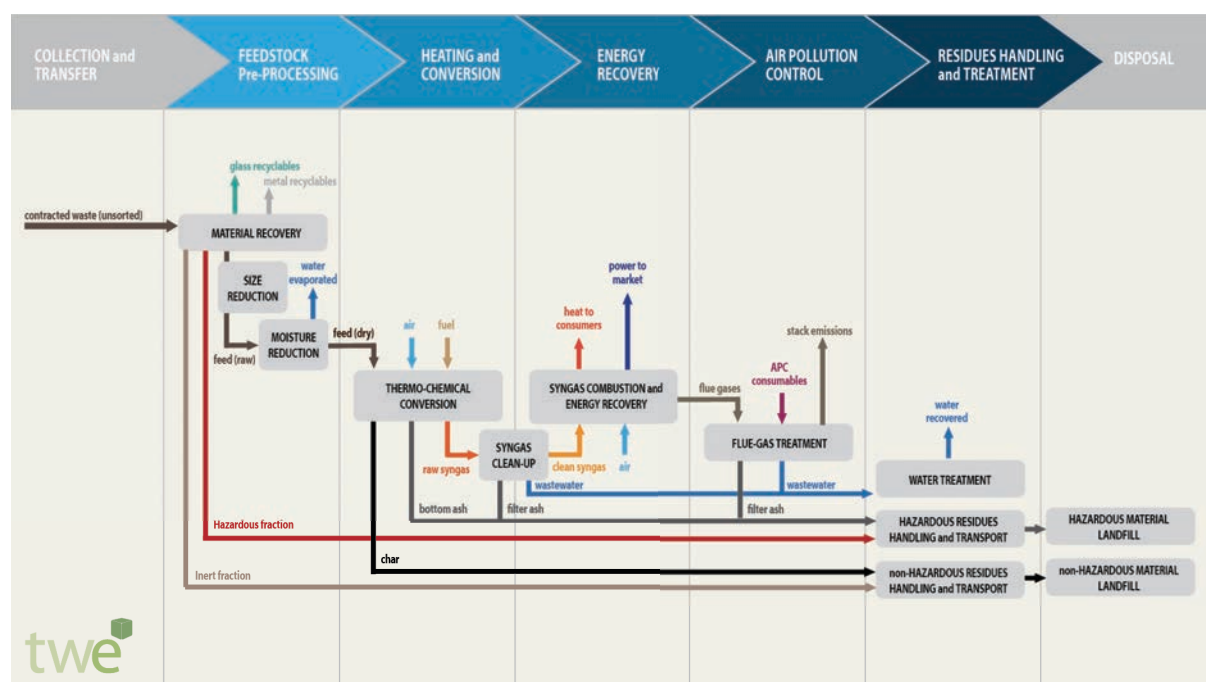 COLLECTION and
TRANSFER
FEEDSTOCK
Pre-PROCESSING
HEATING and
CONVERSION
ENERGY
RECOVERY
AIR POLLUTION
CONTROL
RESIDUES HANDLING
and TREATMENT
DISPOSAL
glass recyclables
metal recyclables
contracted waste (unsorted)
MATERIAL RECOVERY
SIZE
REDUCTION
water
evaporated
MOISTURE
REDUCTION
feed (raw)
feed (dry)
air
fuel
THERMO-CHEMICAL
CONVERSION
raw syngas
SYNGAS
CLEAN-UP
clean syngas
air
heat to
consumers
power to
market
SYNGAS COMBUSTION and
ENERGY RECOVERY
flue gases
APC
consumables
stack emissions
FLUE-GAS TREATMENT
water
recovered
WATER TREATMENT
wastewater
wastewater
bottom ash
filter ash
filter ash
Hazardous fraction
HAZARDOUS RESIDUES
HANDLING and TRANSPORT
HAZARDOUS MATERIAL
LANDFILL
char
Inert fraction
non-HAZARDOUS RESIDUES
HANDLING and TRANSPORT
non-HAZARDOUS MATERIAL
LANDFILL
twe